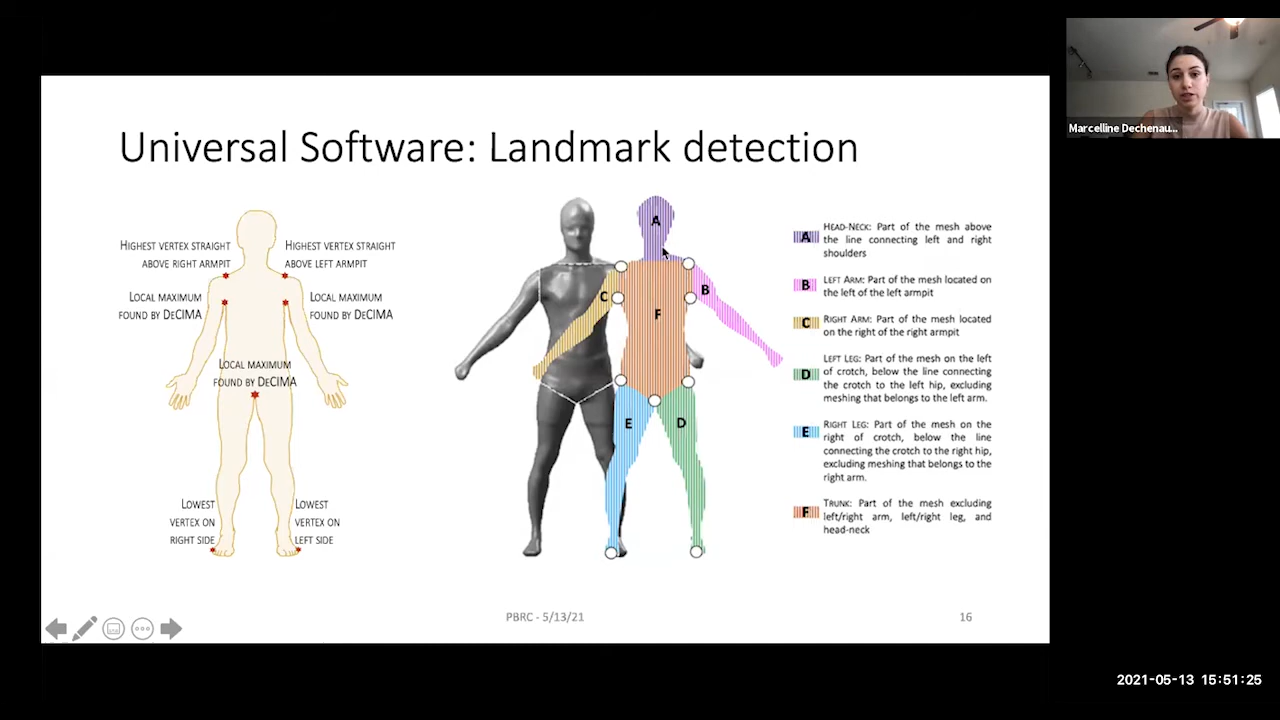 Marcelline Dechenau...
Universal Software: Landmark detection
HIGHEST VERTEX STRAIGHT
ABOVE RIGHT ARMPIT
HIGHEST VERTEX STRAIGHT
ABOVE LEFT ARMPIT
LOCAL MAXIMUM
FOUND BY DECIMA
LOCAL MAXIMUM
FOUND BY DECIMA
LOCAL MAXIMUM
FOUND BY DECIMA
LOWEST
VERTEX ON
RIGHT SIDE
LOWEST
VERTEX ON
LEFT SIDE
A
B
C
F
E
D
A
HEAD-NECK: Part of the mesh above
the line connecting left and right
shoulders
B
LEFT ARM: Part of the mesh located on
the left of the left armpit
C
RIGHT ARM: Part of the mesh located
on the right of the right armpit
D
LEFT LEG: Part of the mesh on the left
of crotch, below the line connecting
the crotch to the left hip, excluding
meshing that belongs to the left arm.
E
RIGHT LEG: Part of the mesh on the
right of crotch, below the line
connecting the crotch to the right hip,
excluding meshing that belongs to the
right arm.
F
TRUNK: Part of the mesh excluding
left/right arm, left/right leg, and
head-neck
PBRC - 5/13/21
16
2021-05-13 15:51:25